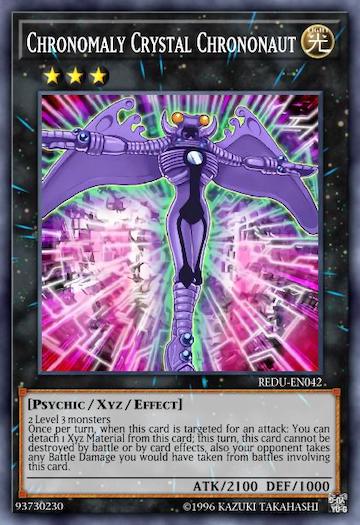 Chronomaly Crystal Chrononaut
LIGHT
光
REDU-EN042
[Psychic/Xyz/Effect]
2 Level 3 monsters
Once per turn, when this card is targeted for an attack: You can
detach 1 Xyz Material from this card; this turn, this card cannot be
destroyed by battle or by card effects, also your opponent takes
any Battle Damage you would have taken from battles involving
this card.
ATK/2100 DEF/1000
93730230
©1996 KAZUKI TAKAHASHI